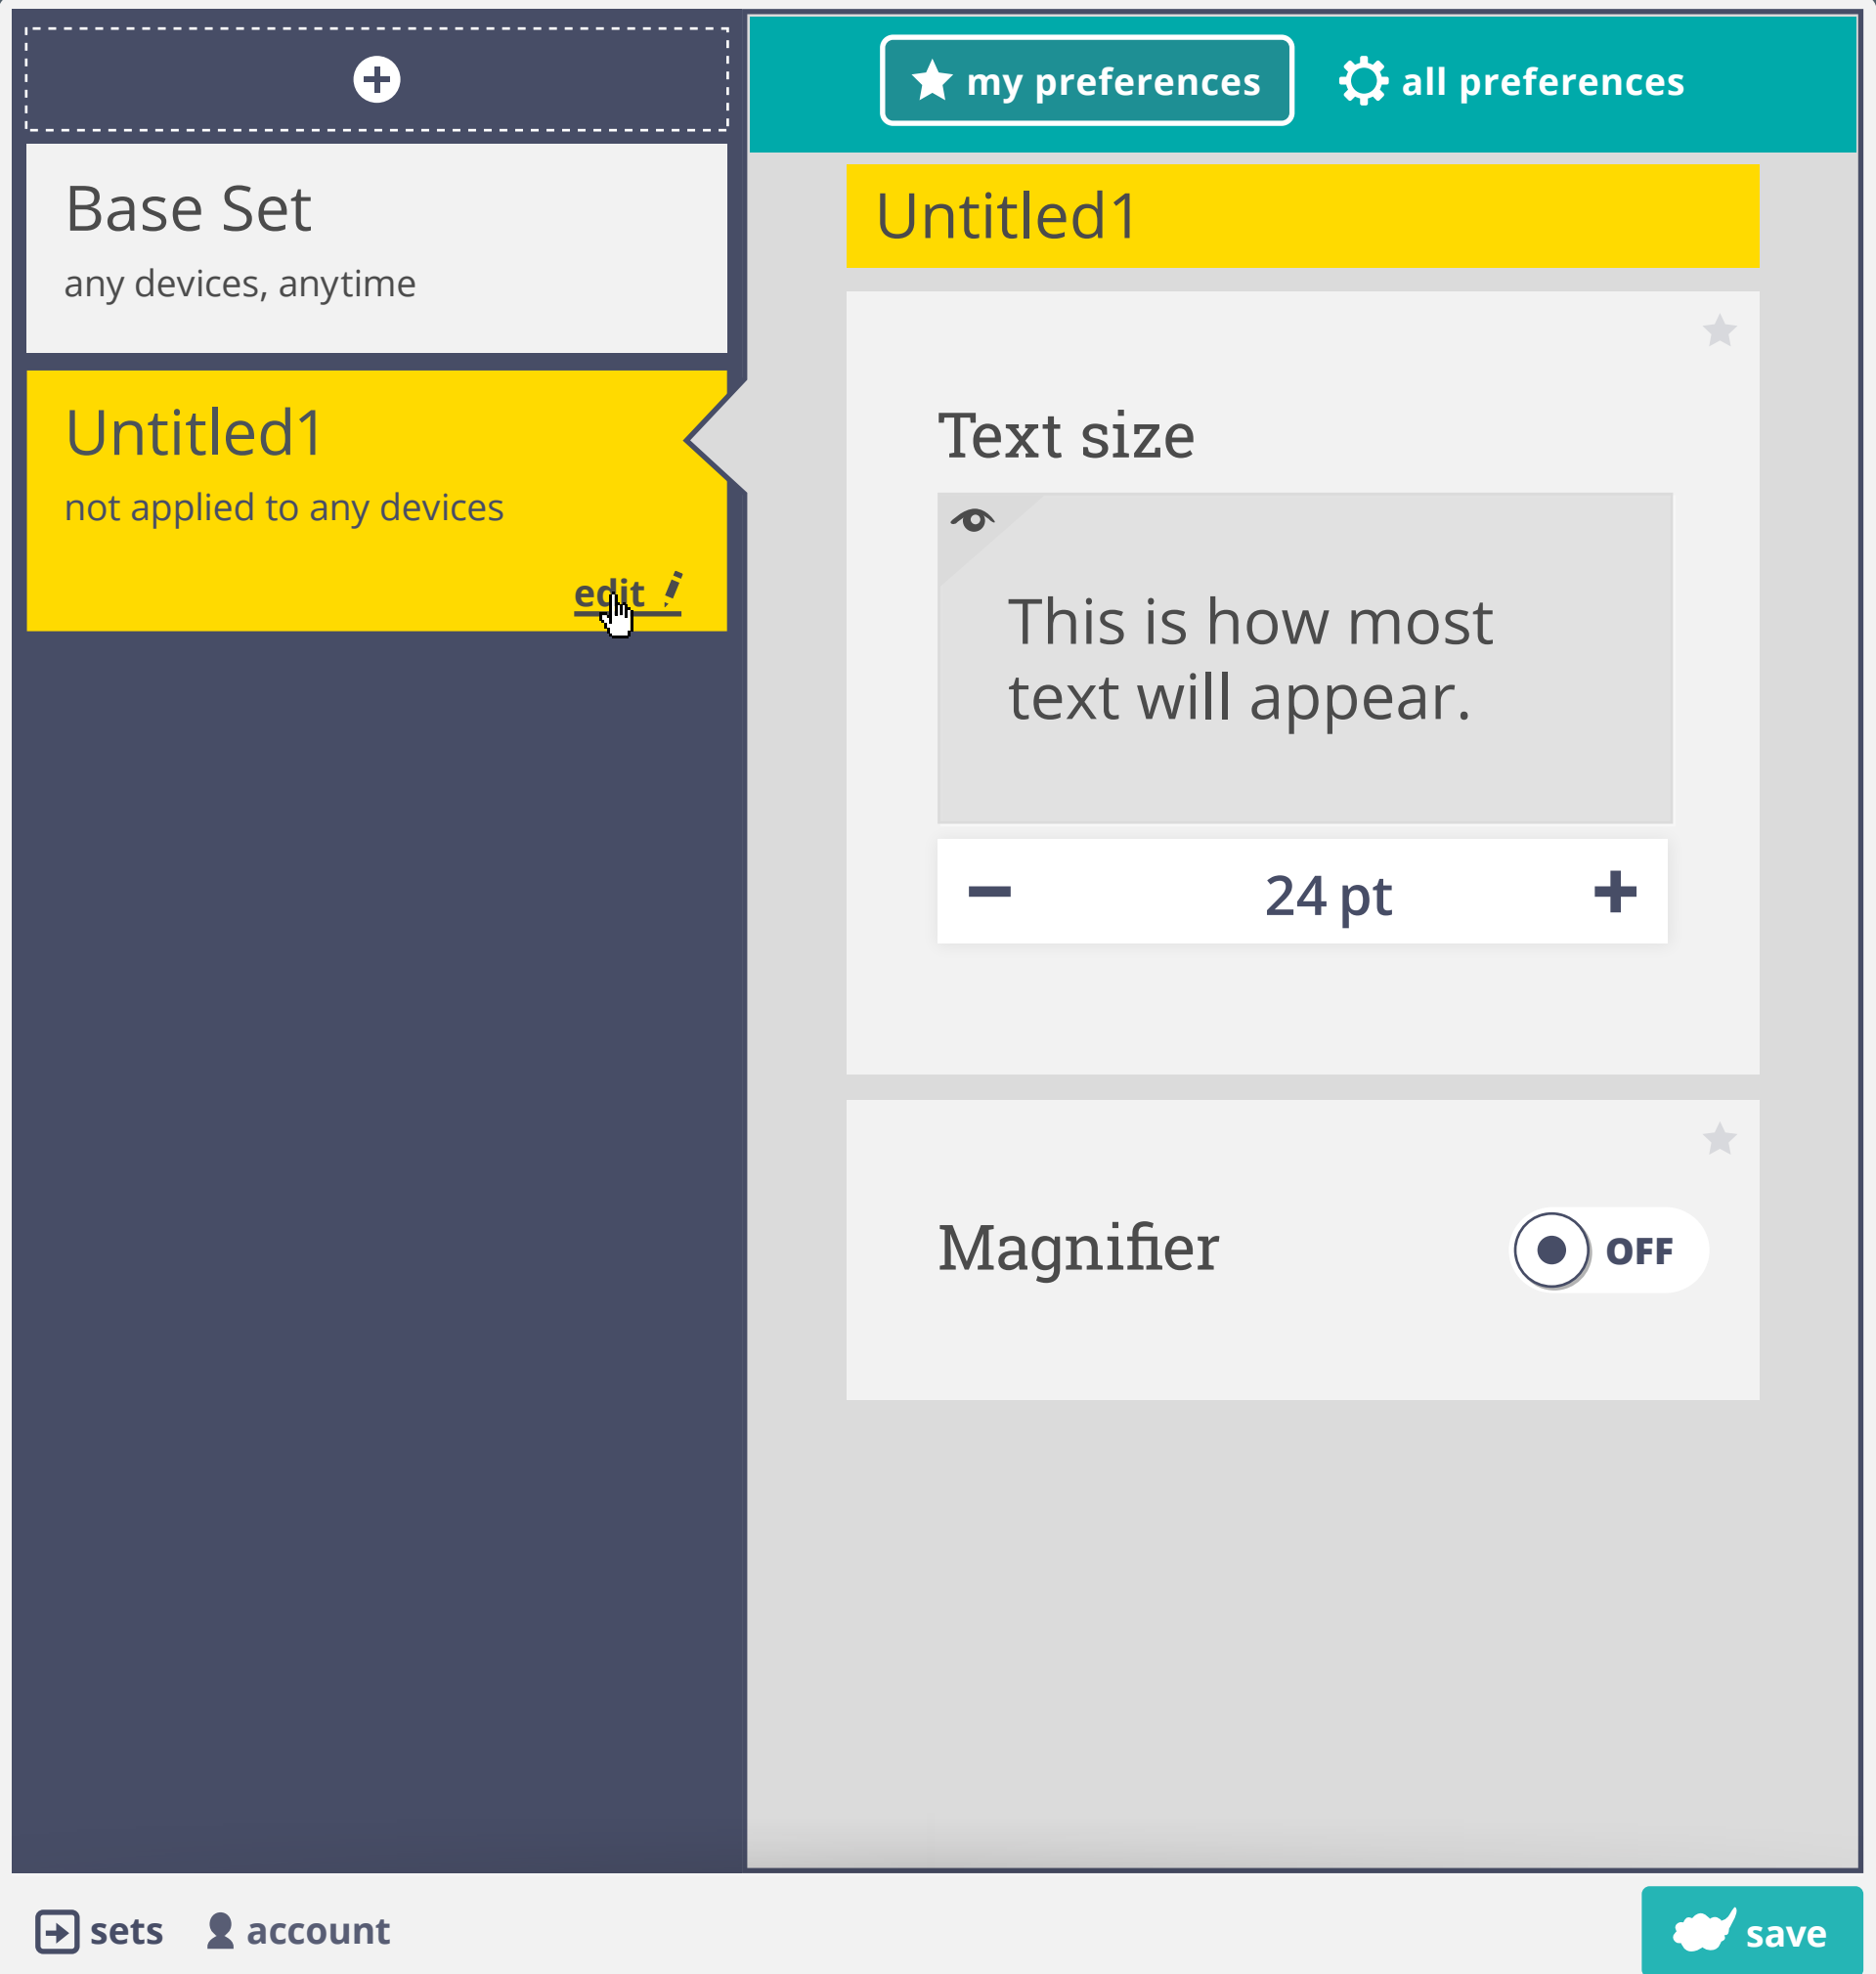 my preferences
all preferences
Base Set
any devices, anytime
Untitled1
not applied to any devices
edit
Untitled1
Text size
This is how most
text will appear.
24 pt
Magnifier
OFF
sets
account
save